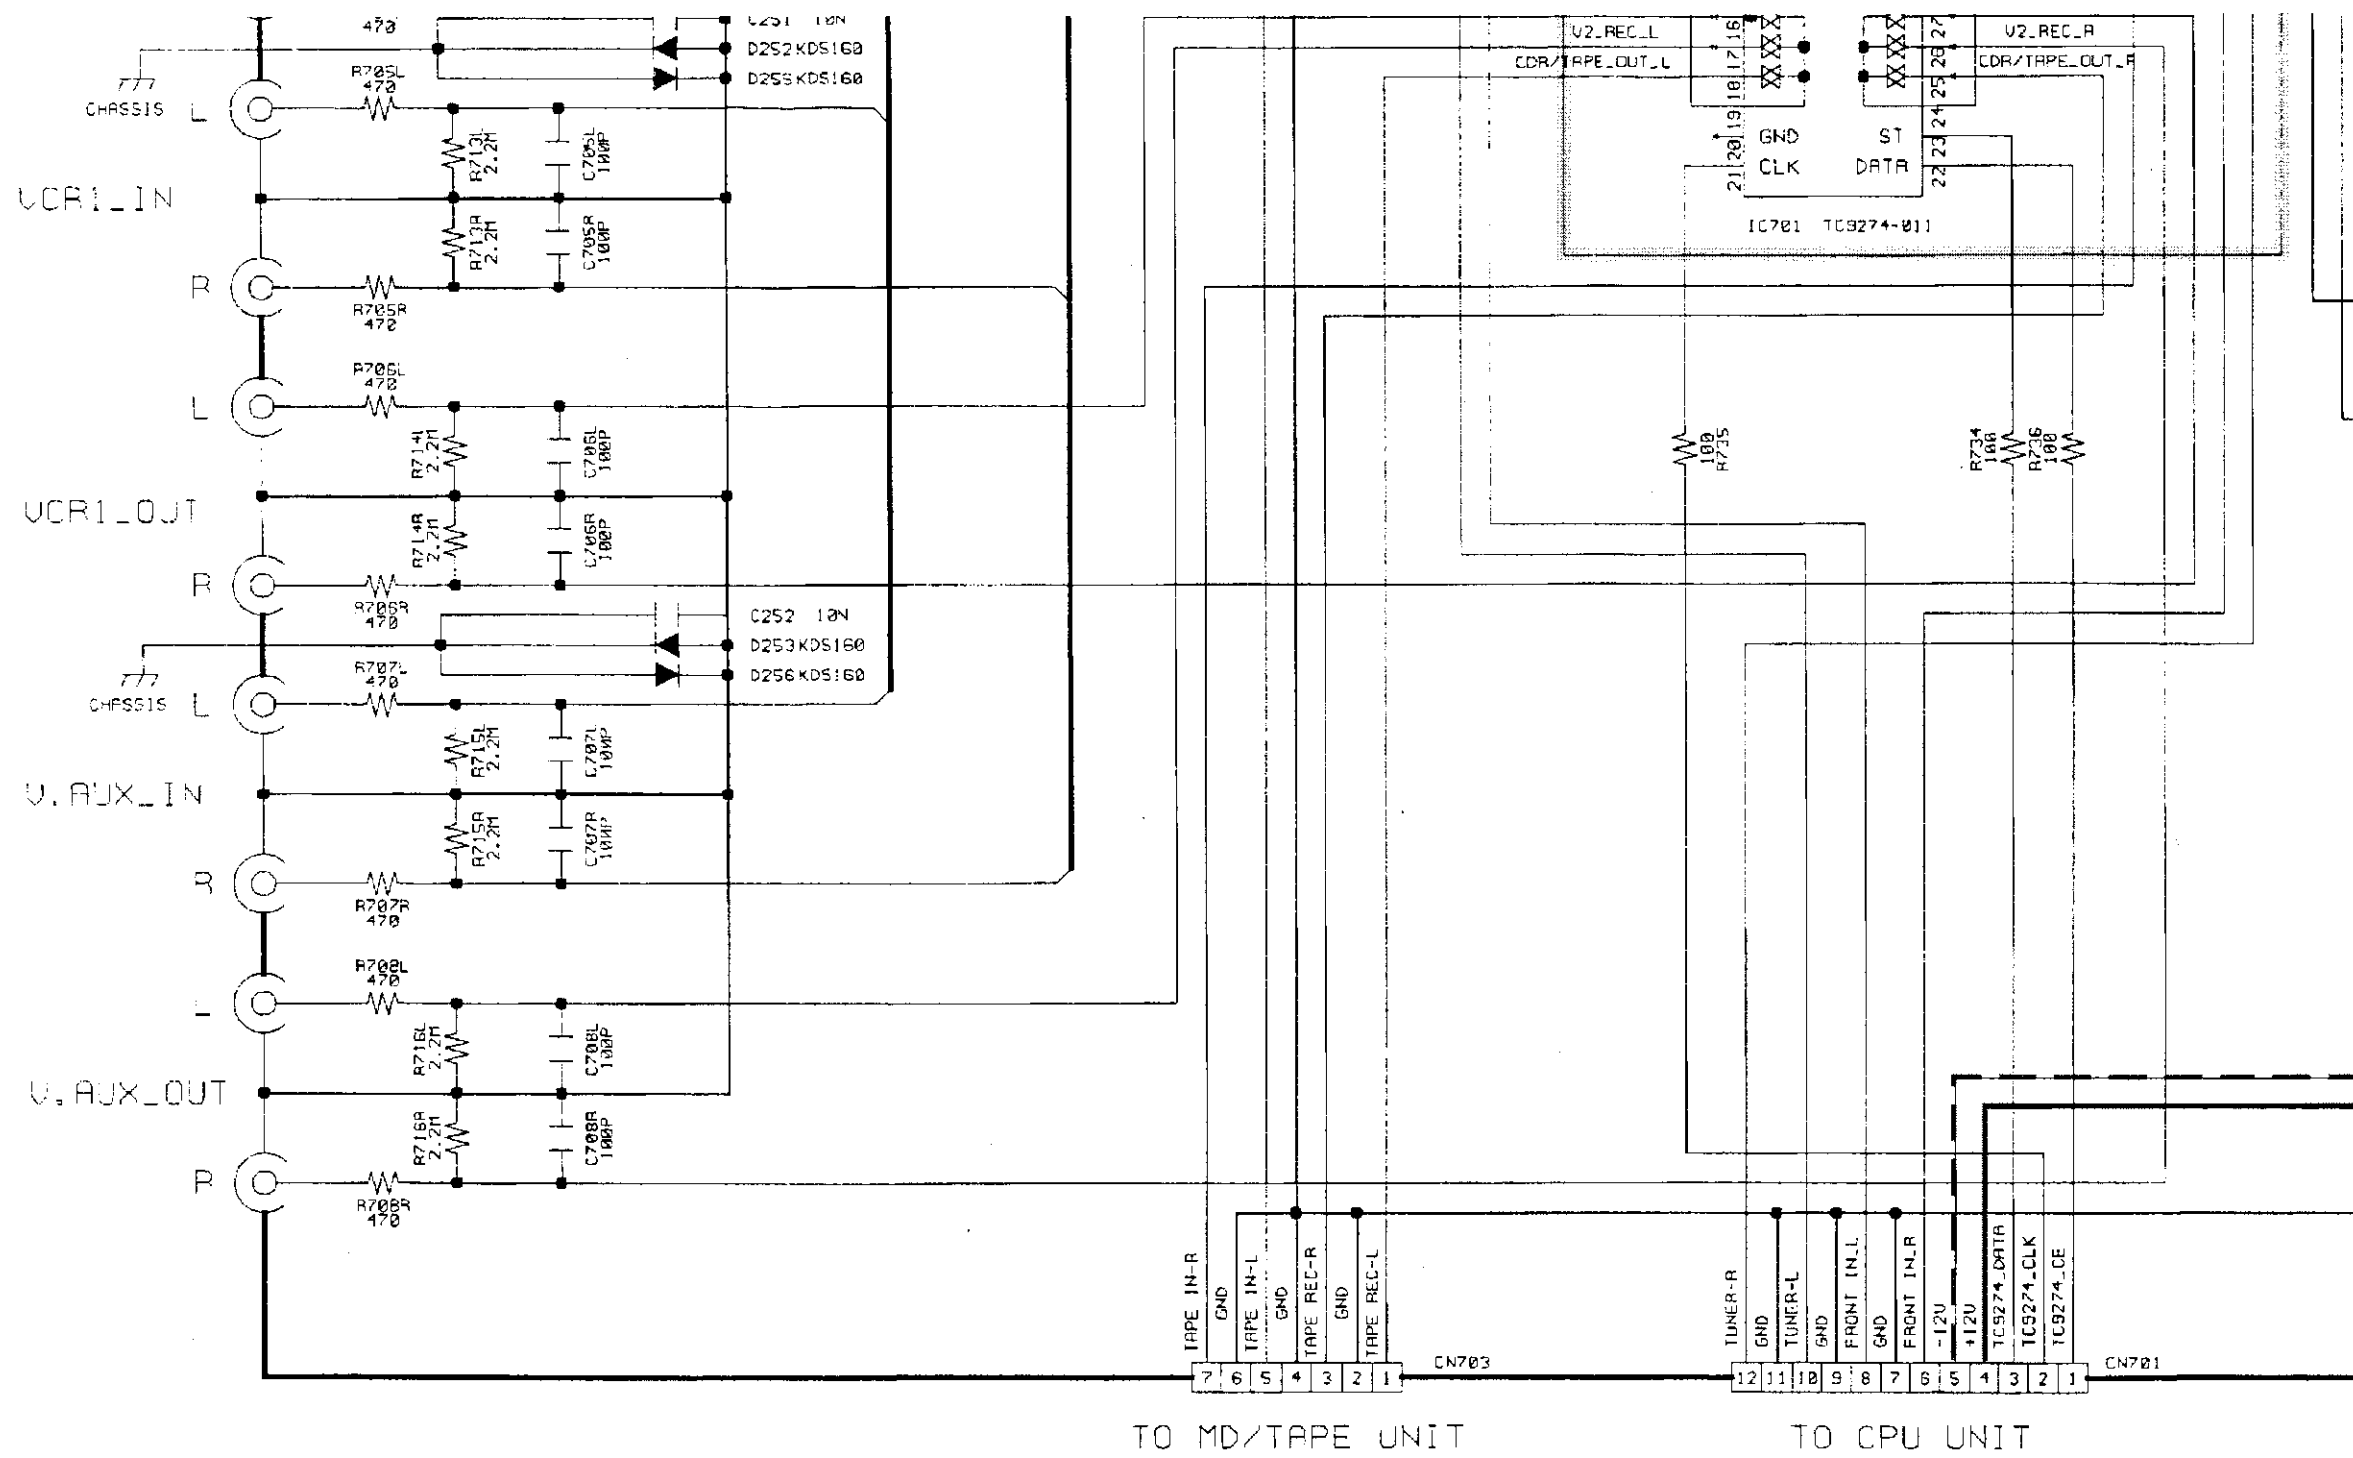 470
C251 10N
D252 KDS160
D255 KDS160
CHASSIS
L
R705L
470
R713L
2.2M
C705L
100P
VCR1_IN
R713R
2.2M
C705R
100P
R
R705R
470
V2_REC_L
CDR/TAPE_OUT_L
16
17
18
19
20
21
GND
CLK
ST
DATA
27
26
25
24
23
22
V2_REC_R
CDR/TAPE_OUT_R
IC701 TC9274-011
R706L
470
L
R714L
2.2M
C706L
100P
VCR1_OUT
R714R
2.2M
C706R
100P
R
R706R
470
100
R735
R734
100
R736
100
C252 10N
D253 KDS160
D256 KDS160
CHASSIS
L
R707L
470
R715L
2.2M
C707L
100P
V.AUX_IN
R715R
2.2M
C707R
100P
R
R707R
470
R708L
470
L
R716L
2.2M
C708L
100P
V.AUX_OUT
R716R
2.2M
C708R
100P
R
R708R
470
TAPE IN-R
GND
TAPE IN-L
GND
TAPE REC-R
GND
TAPE REC-L
7 6 5 4 3 2 1
CN703
TO MD/TAPE UNIT
TUNER-R
GND
TUNER-L
GND
FRONT IN_L
GND
FRONT IN_R
-12V
+12V
TC9274_DATA
TC9274_CLK
TC9274_CE
12 11 10 9 8 7 6 5 4 3 2 1
CN701
TO CPU UNIT